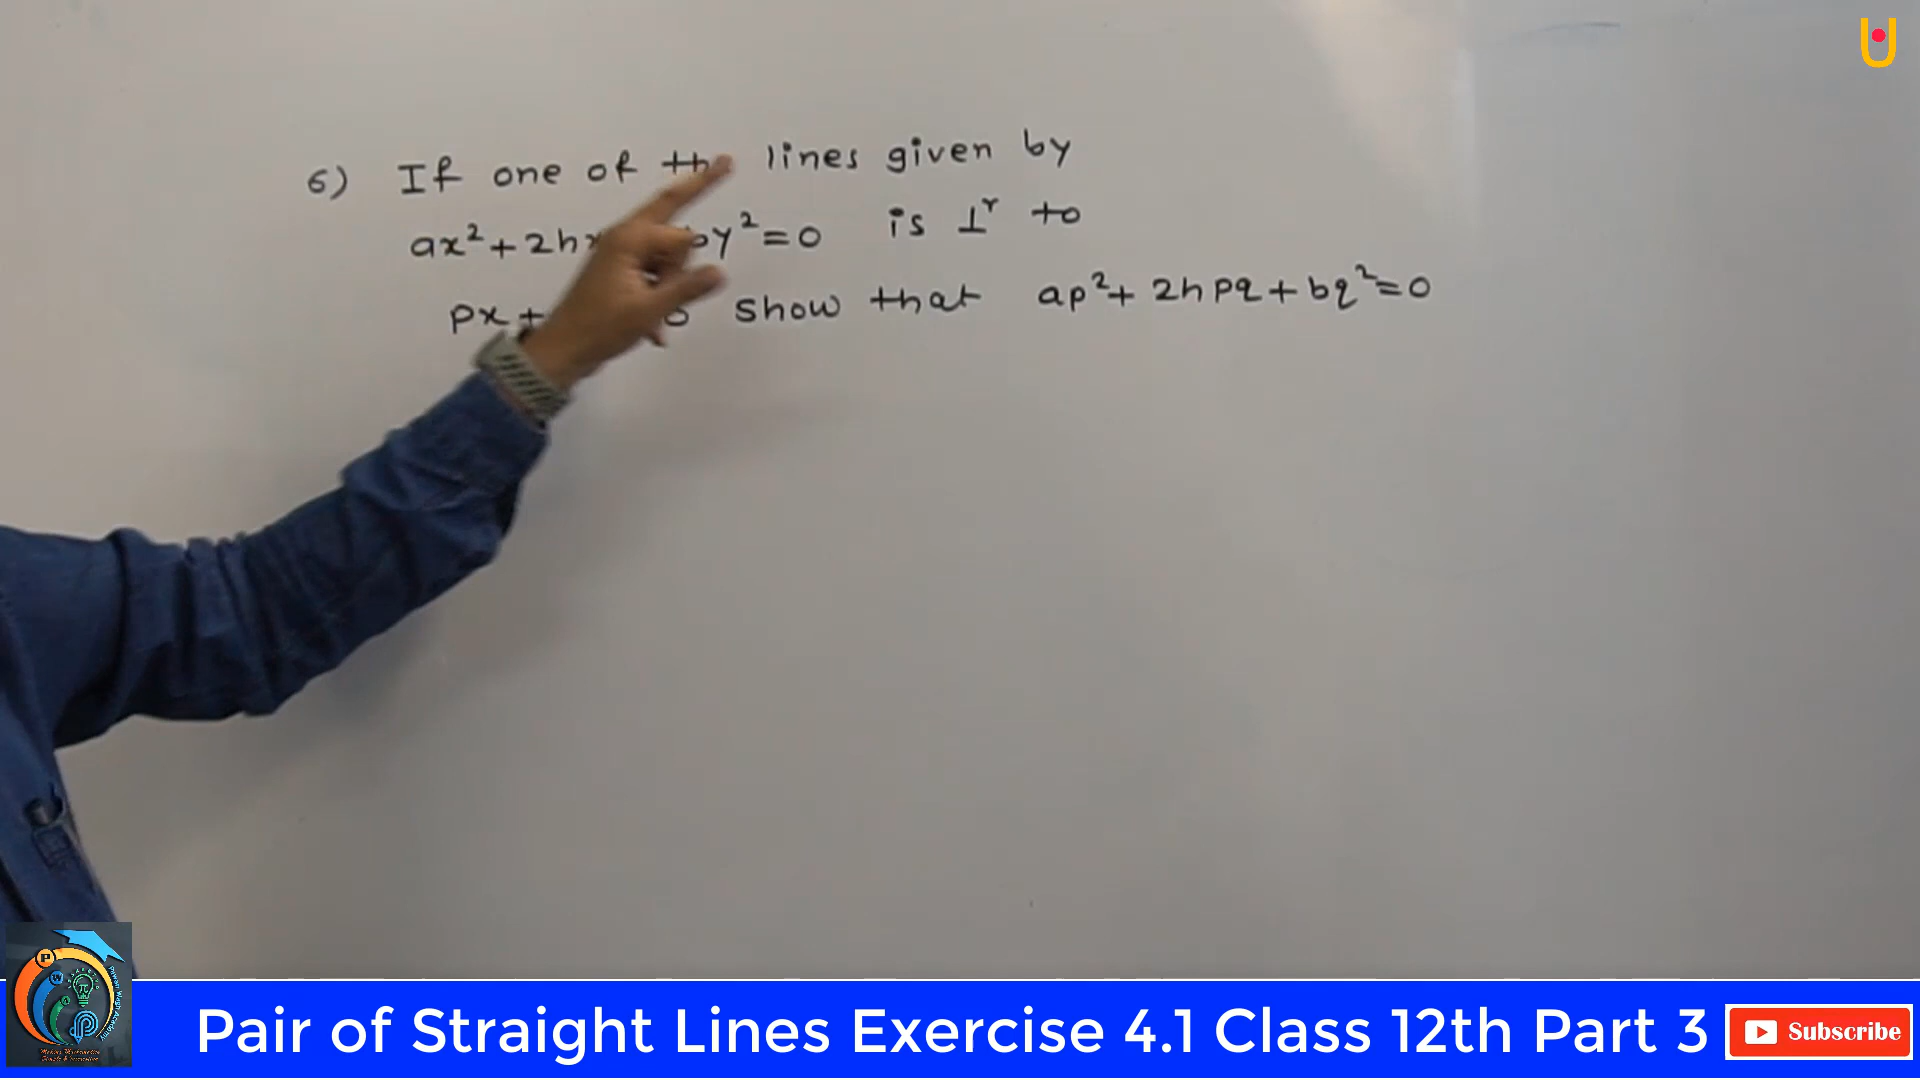 6) If one of lines given by
ax²+2h by²=0 is ⊥ʳ to
px+ show that ap²+2hpq+bq²=0
Pair of Straight Lines Exercise 4.1 Class 12th Part 3
Subscribe